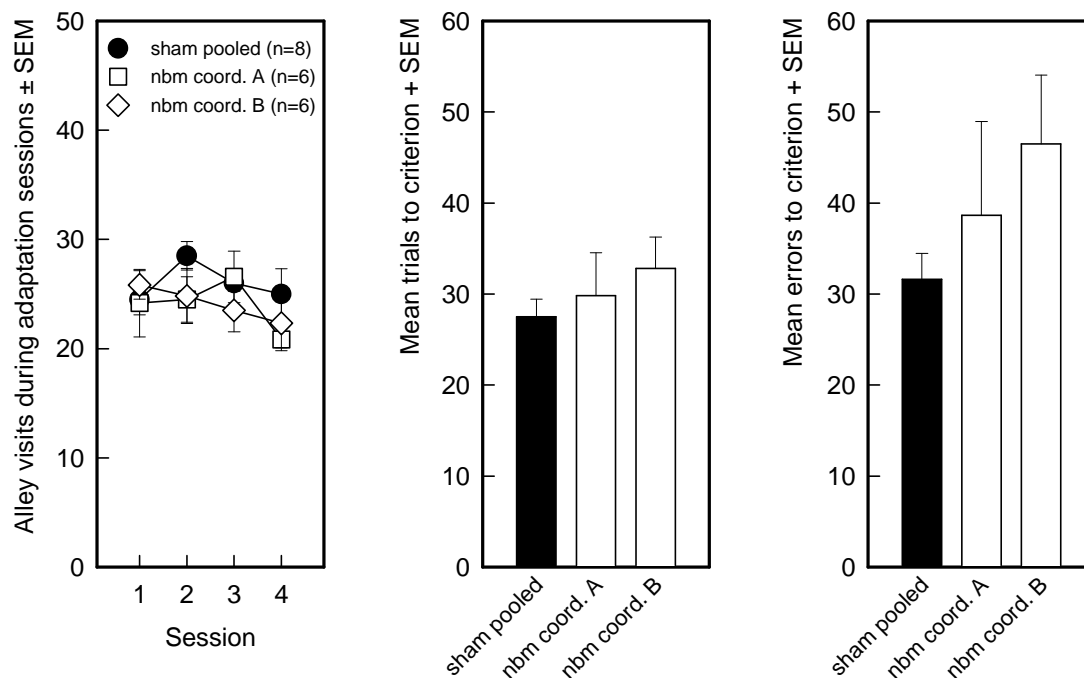 Alley visits during adaptation sessions ± SEM
50
40
30
20
10
0
sham pooled (n=8)
nbm coord. A (n=6)
nbm coord. B (n=6)
1 2 3 4
Session
Mean trials to criterion + SEM
60
50
40
30
20
10
0
sham pooled
nbm coord. A
nbm coord. B
Mean errors to criterion + SEM
60
50
40
30
20
10
0
sham pooled
nbm coord. A
nbm coord. B